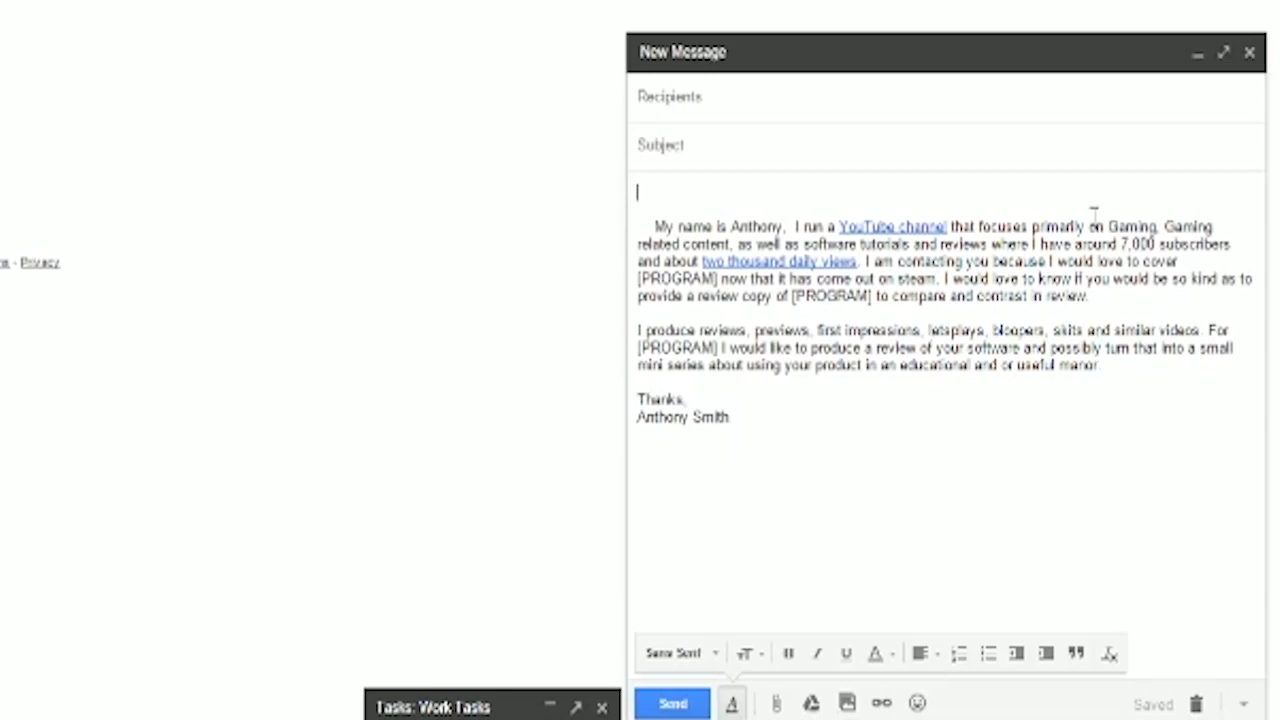 New Message
Recipients
Subject
My name is Anthony, I run a YouTube channel that focuses primarily on Gaming, Gaming
related content, as well as software tutorials and reviews where I have around 7,000 subscribers
and about two thousand daily views. I am contacting you because I would love to cover
[PROGRAM] now that it has come out on steam. I would love to know if you would be so kind as to
provide a review copy of [PROGRAM] to compare and contrast in review.
I produce reviews, previews, first impressions, letsplays, bloopers, skits and similar videos. For
[PROGRAM] I would like to produce a review of your software and possibly turn that into a small
mini series about using your product in an educational and or useful manor.
Thanks,
Anthony Smith
- Privacy
Sans Serif
Send
Saved
Tasks: Work Tasks